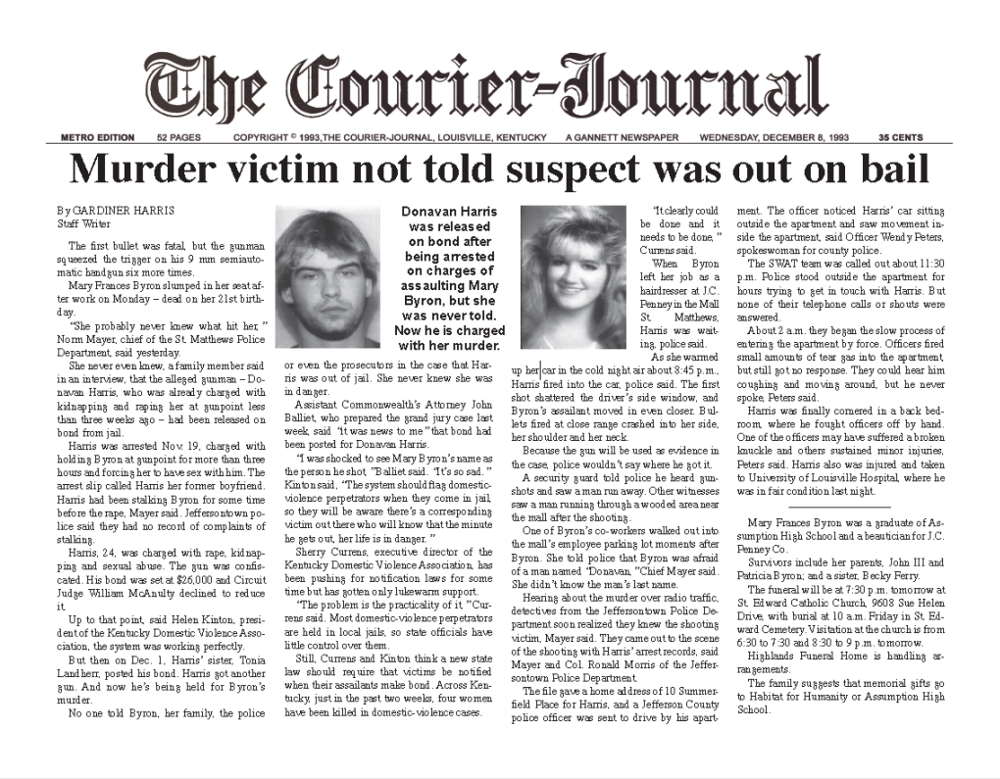 The Courier-Journal
METRO EDITION 52 PAGES COPYRIGHT © 1993,THE COURIER-JOURNAL, LOUISVILLE, KENTUCKY A GANNETT NEWSPAPER WEDNESDAY, DECEMBER 8, 1993 35 CENTS
Murder victim not told suspect was out on bail
By GARDINER HARRIS
Staff Writer
The first bullet was fatal, but the gunman
squeezed the trigger on his 9 mm semiauto-
matic handgun six more times.
Mary Frances Byron slumped in her seat af-
ter work on Monday – dead on her 21st birth-
day.
“She probably never knew what hit her,”
Norm Mayer, chief of the St. Matthews Police
Department, said yesterday.
She never even knew, a family member said
in an interview, that the alleged gunman – Do-
novan Harris, who was already charged with
kidnapping and raping her at gunpoint less
than three weeks ago – had been released on
bond from jail.
Harris was arrested Nov. 19, charged with
holding Byron at gunpoint for more than three
hours and forcing her to have sex with him. The
arrest slip called Harris her former boyfriend.
Harris had been stalking Byron for some time
before the rape, Mayer said. Jeffersontown po-
lice said they had no record of complaints of
stalking.
Harris, 24, was charged with rape, kidnap-
ping and sexual abuse. The gun was confis-
cated. His bond was set at $26,000 and Circuit
Judge William McAnulty declined to reduce
it.
Up to that point, said Helen Kinton, presi-
dent of the Kentucky Domestic Violence Asso-
ciation, the system was working perfectly.
But then on Dec. 1, Harris’ sister, Tonia
Landherr, posted his bond. Harris got another
gun. And now he’s being held for Byron’s
murder.
No one told Byron, her family, the police
Donavan Harris
was released
on bond after
being arrested
on charges of
assaulting Mary
Byron, but she
was never told.
Now he is charged
with her murder.
or even the prosecutors in the case that Har-
ris was out of jail. She never knew she was
in danger.
Assistant Commonwealth’s Attorney John
Balliet, who prepared the grand jury case last
week, said “it was news to me” that bond had
been posted for Donavan Harris.
“I was shocked to see Mary Byron’s name as
the person he shot, ”Balliet said. “It’s so sad.”
Kinton said, “The system should flag domestic-
violence perpetrators when they come in jail,
so they will be aware there’s a corresponding
victim out there who will know that the minute
he gets out, her life is in danger. ”
Sherry Currens, executive director of the
Kentucky Domestic Violence Association, has
been pushing for notification laws for some
time but has gotten only lukewarm support.
“The problem is the practicality of it,” Cur-
rens said. Most domestic-violence perpetrators
are held in local jails, so state officials have
little control over them.
Still, Currens and Kinton think a new state
law should require that victims be notified
when their assailants make bond. Across Ken-
tucky, just in the past two weeks, four women
have been killed in domestic-violence cases.
“It clearly could
be done and it
needs to be done,”
Currens said.
When Byron
left her job as a
hairdresser at J.C.
Penney in the Mall
St. Matthews,
Harris was wait-
ing, police said.
As she warmed
up her car in the cold night air about 8:45 p.m.,
Harris fired into the car, police said. The first
shot shattered the driver’s side window, and
Byron’s assailant moved in even closer. Bul-
lets fired at close range crashed into her side,
her shoulder and her neck.
Because the gun will be used as evidence in
the case, police wouldn’t say where he got it.
A security guard told police he heard gun-
shots and saw a man run away. Other witnesses
saw a man running through a wooded area near
the mall after the shooting.
One of Byron’s co-workers walked out into
the mall’s employee parking lot moments after
Byron. She told police that Byron was afraid
of a man named “Donavan, ”Chief Mayer said.
She didn’t know the man’s last name.
Hearing about the murder over radio traffic,
detectives from the Jeffersontown Police De-
partment soon realized they knew the shooting
victim, Mayer said. They came out to the scene
of the shooting with Harris’ arrest records, said
Mayer and Col. Ronald Morris of the Jeffer-
sontown Police Department.
The file gave a home address of 10 Summer-
field Place for Harris, and a Jefferson County
police officer was sent to drive by his apart-
ment. The officer noticed Harris’ car sitting
outside the apartment and saw movement in-
side the apartment, said Officer Wendy Peters,
spokeswoman for county police.
The SWAT team was called out about 11:30
p.m. Police stood outside the apartment for
hours trying to get in touch with Harris. But
none of their telephone calls or shouts were
answered.
About 2 a.m. they began the slow process of
entering the apartment by force. Officers fired
small amounts of tear gas into the apartment,
but still got no response. They could hear him
coughing and moving around, but he never
spoke, Peters said.
Harris was finally cornered in a back bed-
room, where he fought officers off by hand.
One of the officers may have suffered a broken
knuckle and others sustained minor injuries,
Peters said. Harris also was injured and taken
to University of Louisville Hospital, where he
was in fair condition last night.
Mary Frances Byron was a graduate of As-
sumption High School and a beautician for J.C.
Penney Co.
Survivors include her parents, John III and
Patricia Byron; and a sister, Becky Ferry.
The funeral will be at 7:30 p.m. tomorrow at
St. Edward Catholic Church, 9608 Sue Helen
Drive, with burial at 10 a.m. Friday in St. Ed-
ward Cemetery. Visitation at the church is from
6:30 to 7:30 and 8:30 to 9 p.m. tomorrow.
Highlands Funeral Home is handling ar-
rangements.
The family suggests that memorial gifts go
to Habitat for Humanity or Assumption High
School.